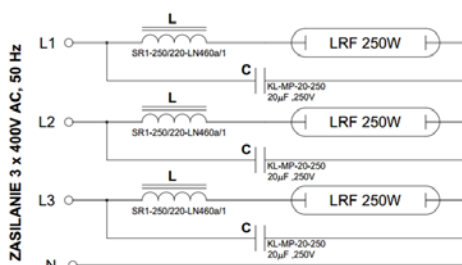 ZASILANIE 3 x 400V AC, 50 Hz
L1
L
SR1-250/220-LN460a/1
LRF 250W
C
KL-MP-20-250
20µF ,250V
L2
L
SR1-250/220-LN460a/1
LRF 250W
C
KL-MP-20-250
20µF ,250V
L3
L
SR1-250/220-LN460a/1
LRF 250W
C
KL-MP-20-250
20µF ,250V
N